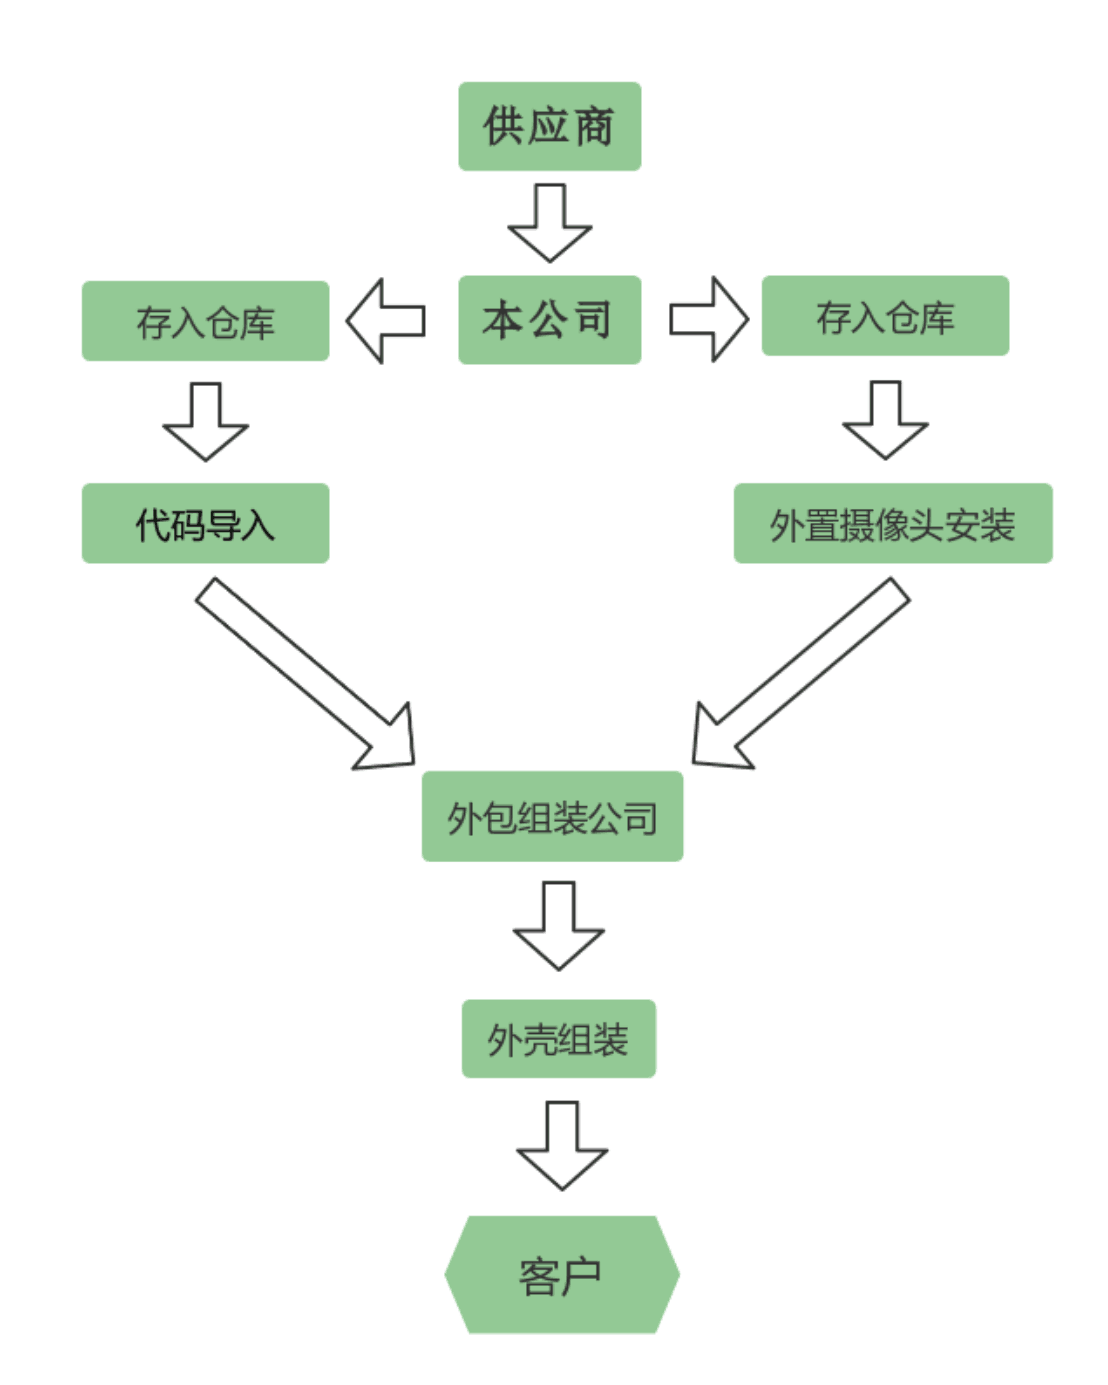 供应商
存入仓库
本公司
存入仓库
代码导入
外置摄像头安装
外包组装公司
外壳组装
客户